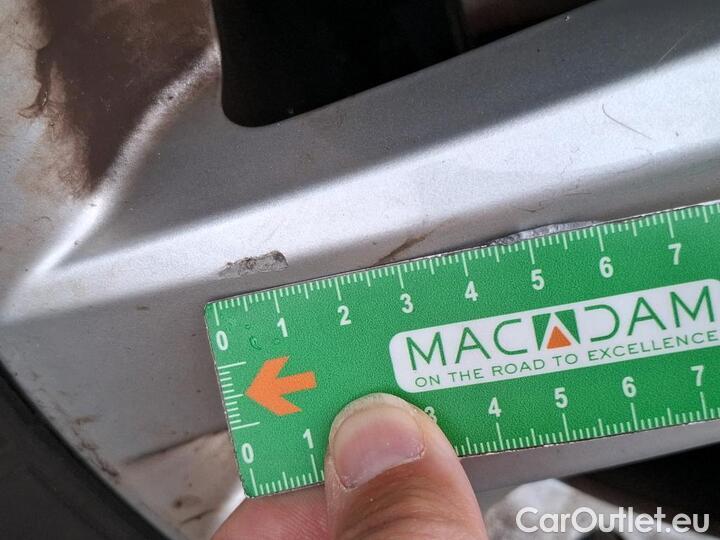 0 1 2 3 4 5 6 7
MACADAM
ON THE ROAD TO EXCELLENCE
0 1 3 4 5 6 7
CarOutlet.eu